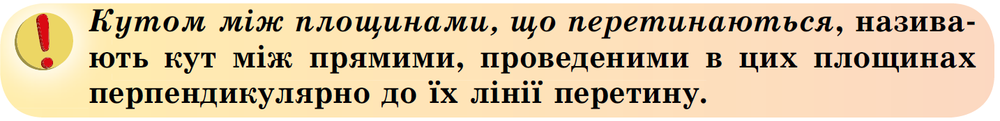 Кутом між площинами, що перетинаються, назива-
ють кут між прямими, проведеними в цих площинах
перпендикулярно до їх лінії перетину.